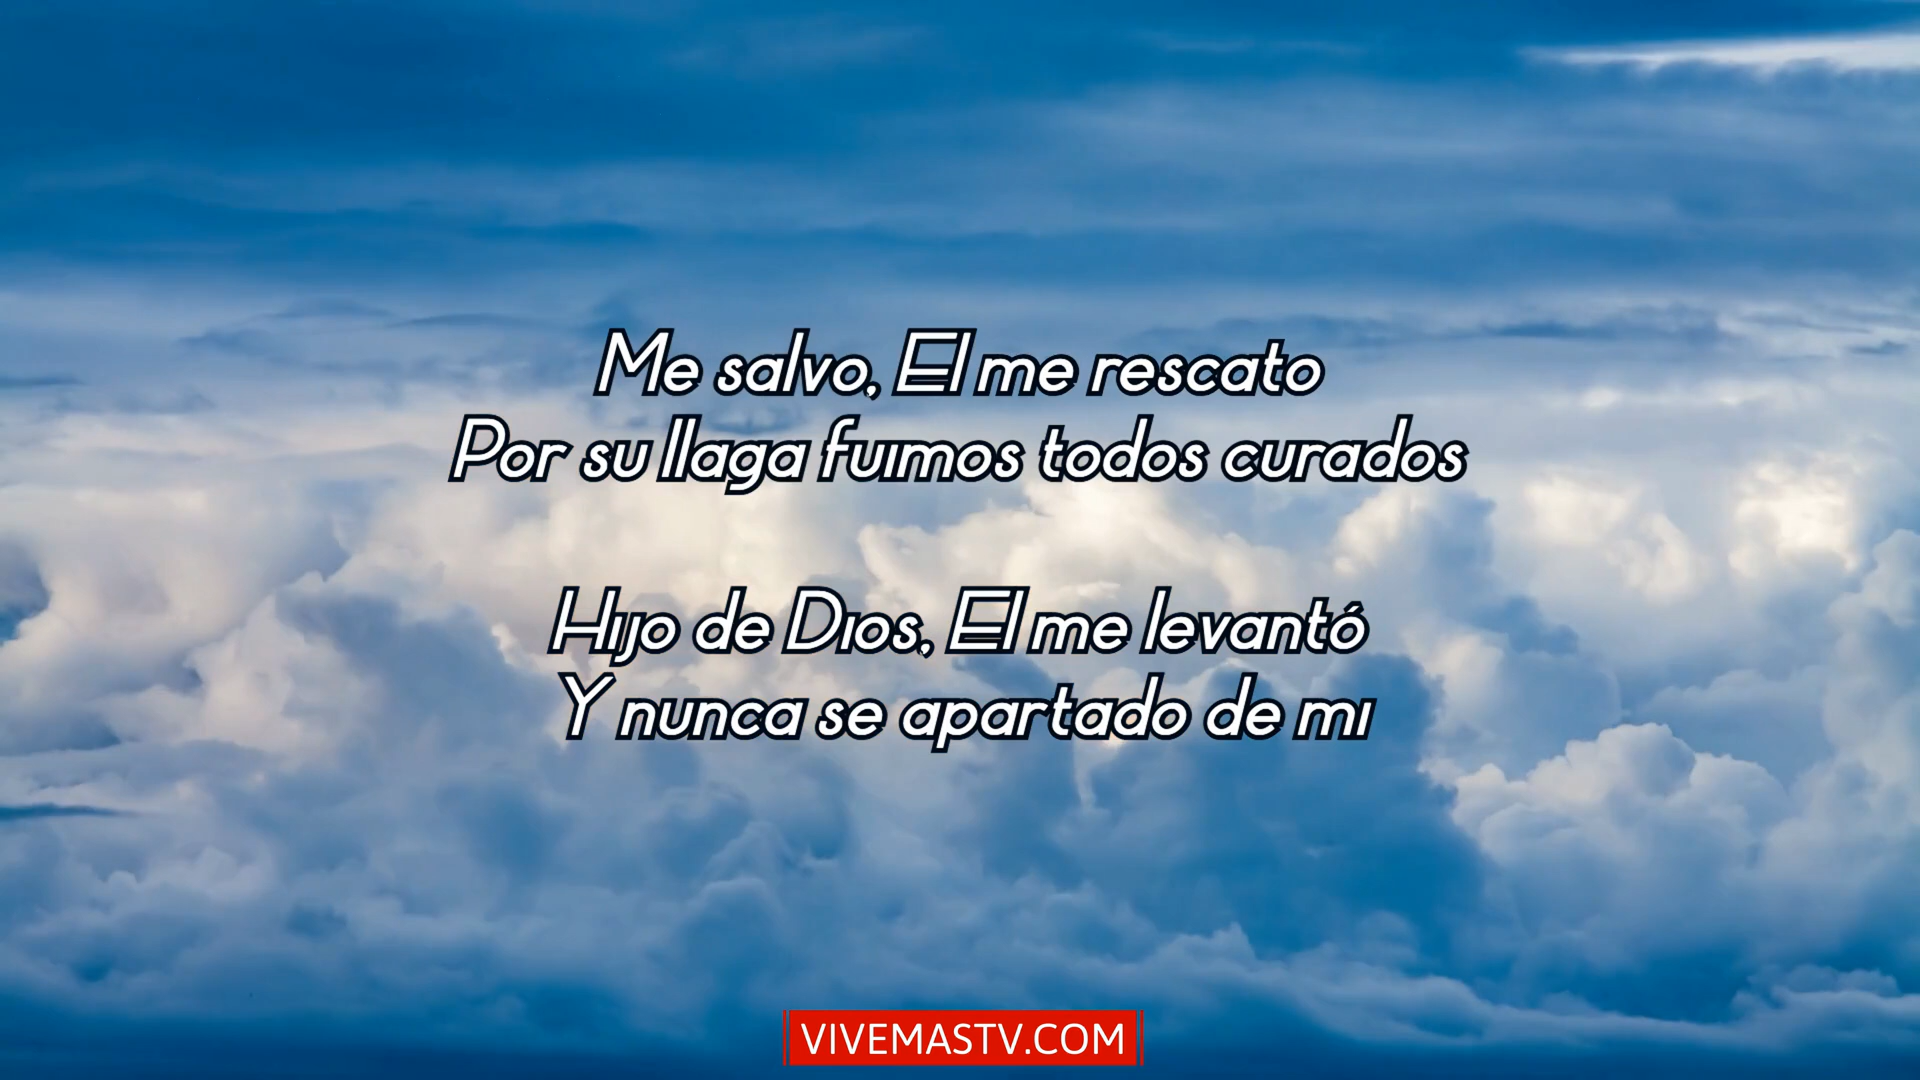 Me salvo, El me rescato
Por su llaga fuimos todos curados
Hijo de Dios, El me levantó
Y nunca se apartado de mi
VIVEMASTV.COM